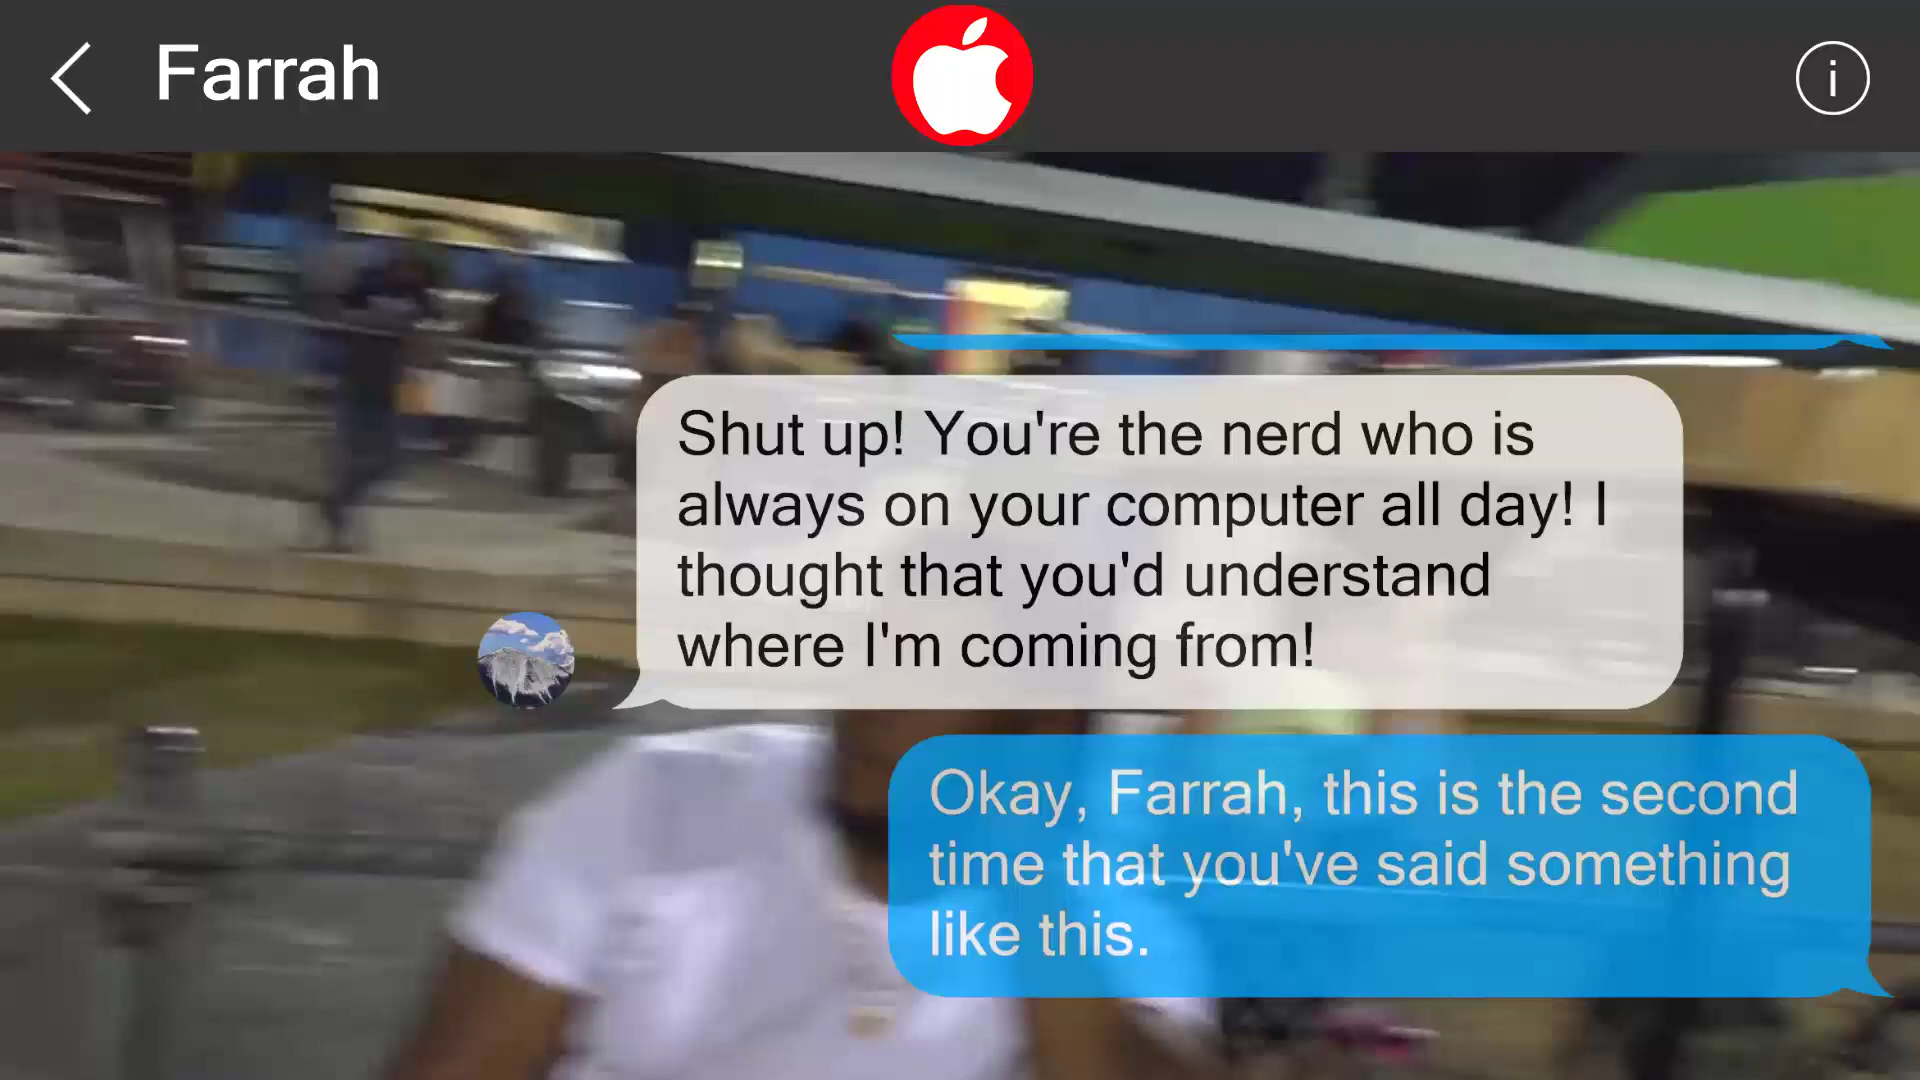 Farrah
i
Shut up! You're the nerd who is
always on your computer all day! I
thought that you'd understand
where I'm coming from!
Okay, Farrah, this is the second
time that you've said something
like this.